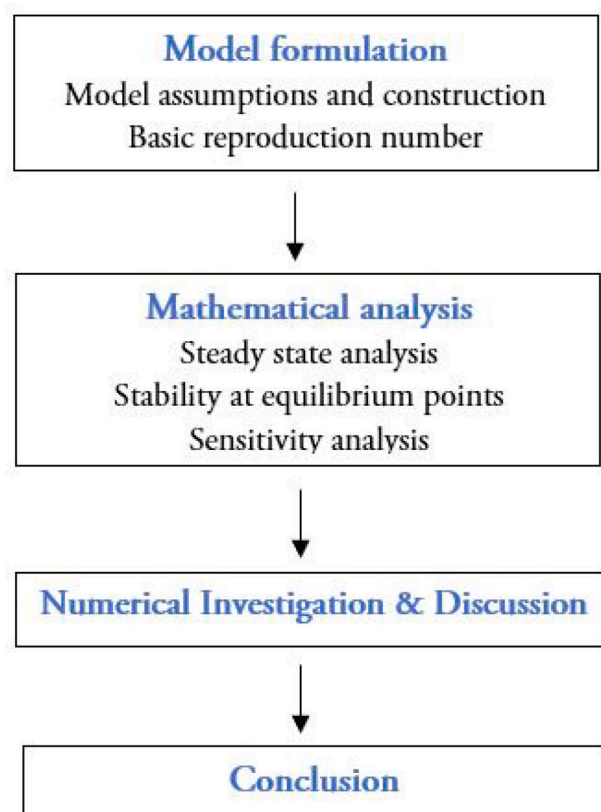 Model formulation
Model assumptions and construction
Basic reproduction number
Mathematical analysis
Steady state analysis
Stability at equilibrium points
Sensitivity analysis
Numerical Investigation & Discussion
Conclusion